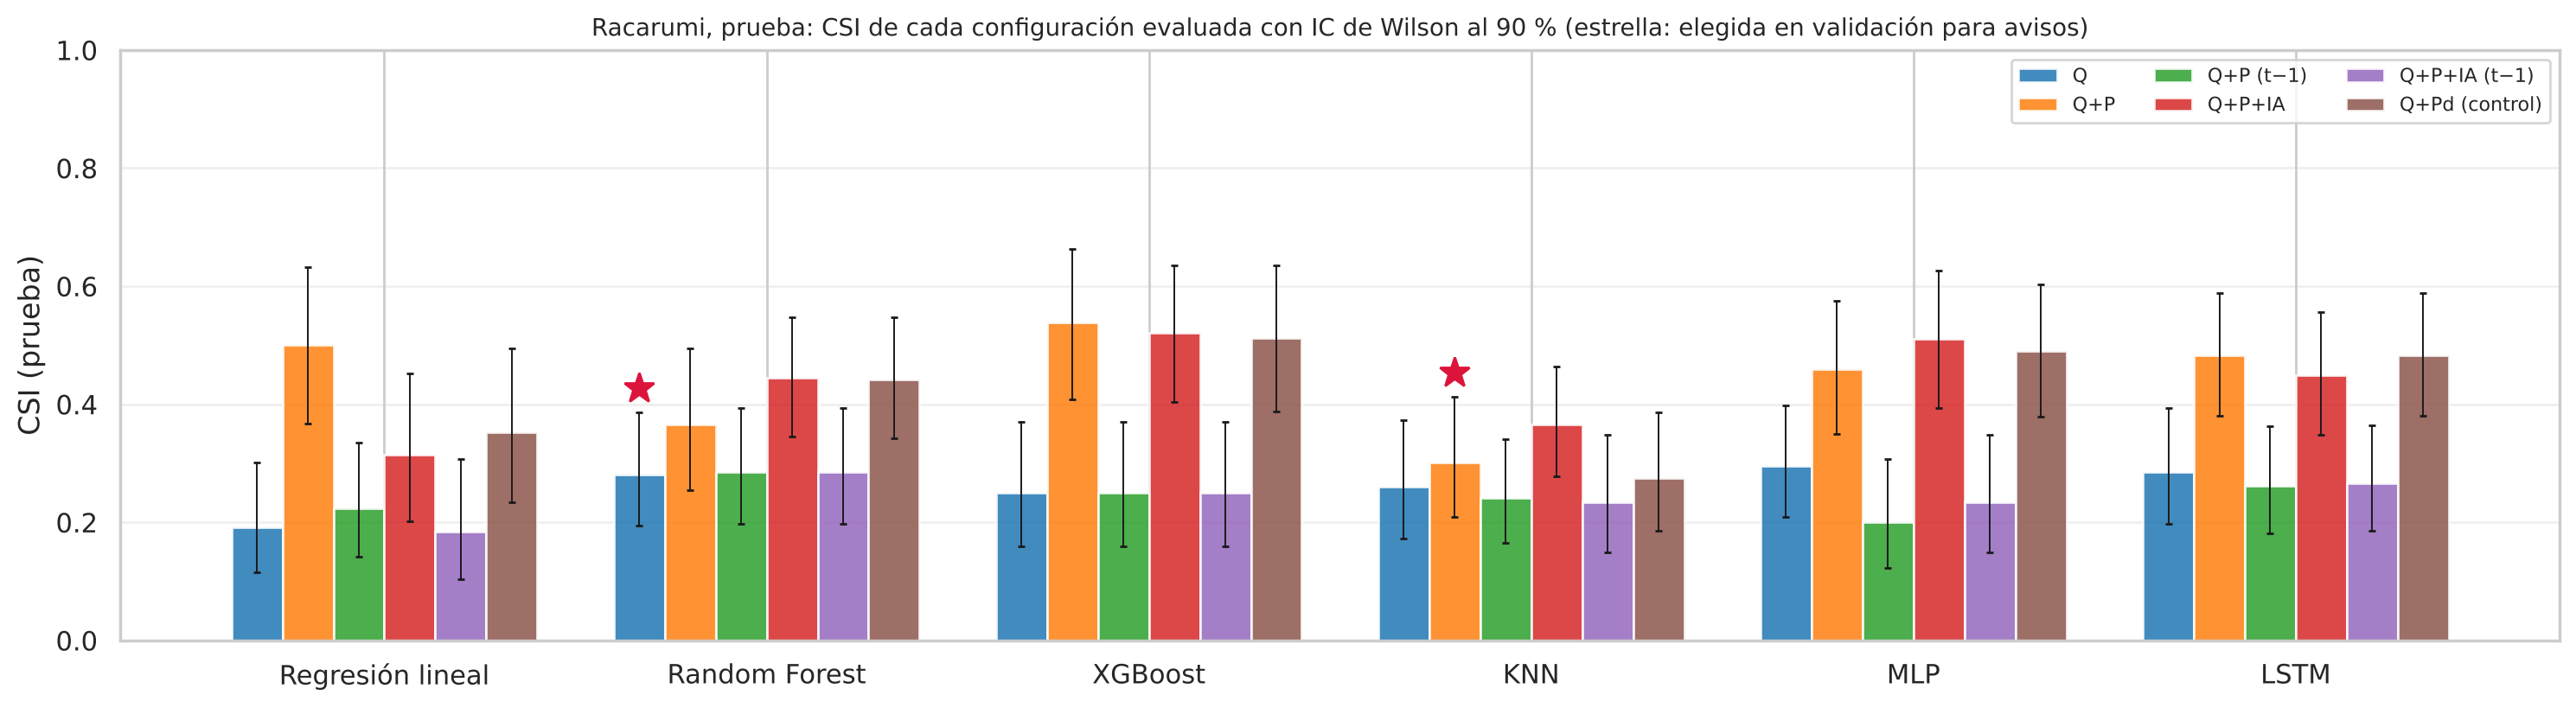 Racarumi, prueba: CSI de cada configuración evaluada con IC de Wilson al 90 % (estrella: elegida en validación para avisos)
CSI (prueba)
1.0
0.8
0.6
0.4
0.2
0.0
Q
Q+P (t−1)
Q+P+IA (t−1)
Q+P
Q+P+IA
Q+Pd (control)
Regresión lineal
Random Forest
XGBoost
KNN
MLP
LSTM